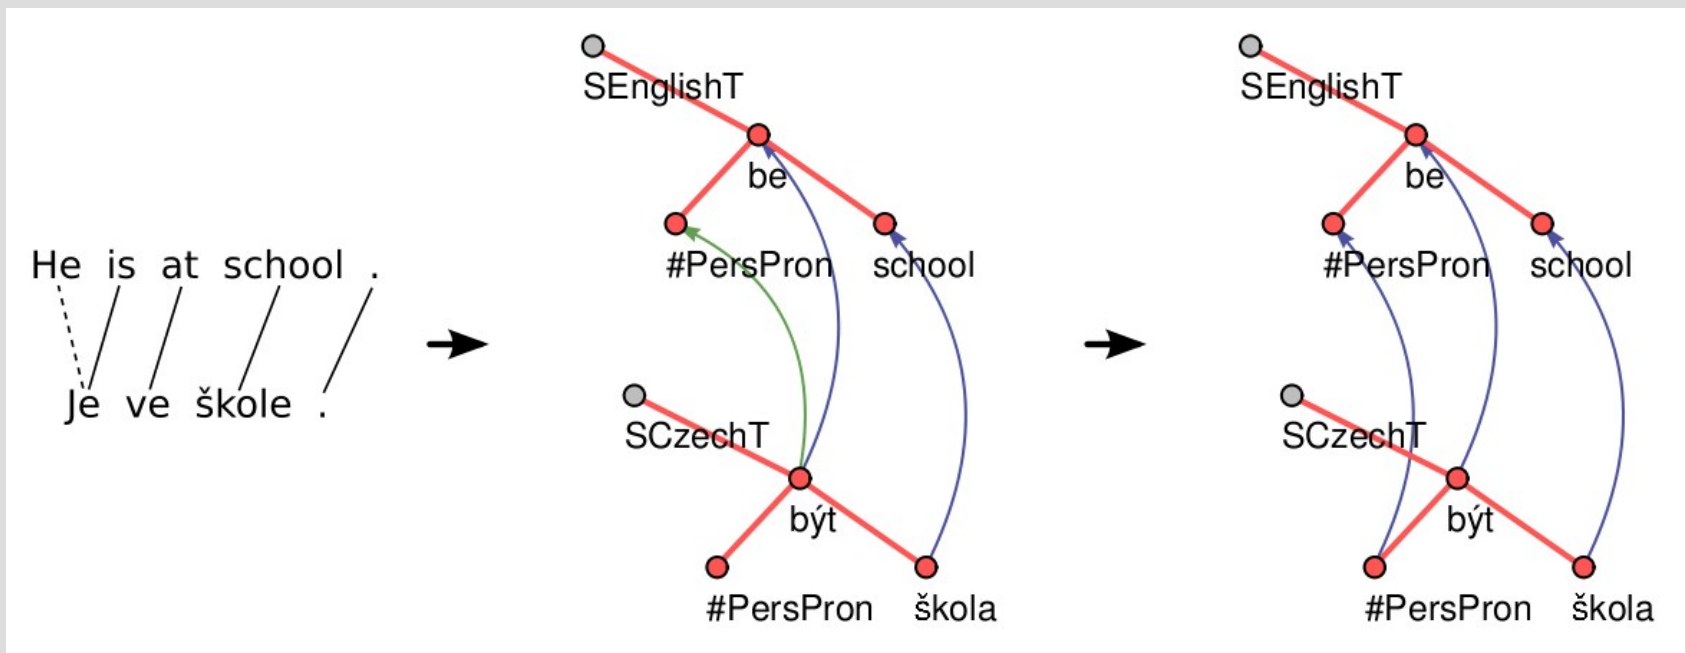 He is at school .
Je ve škole .
SEnglishT
be
#PersPron school
SCzechT
být
#PersPron škola
SEnglishT
be
#PersPron school
SCzechT
být
#PersPron škola